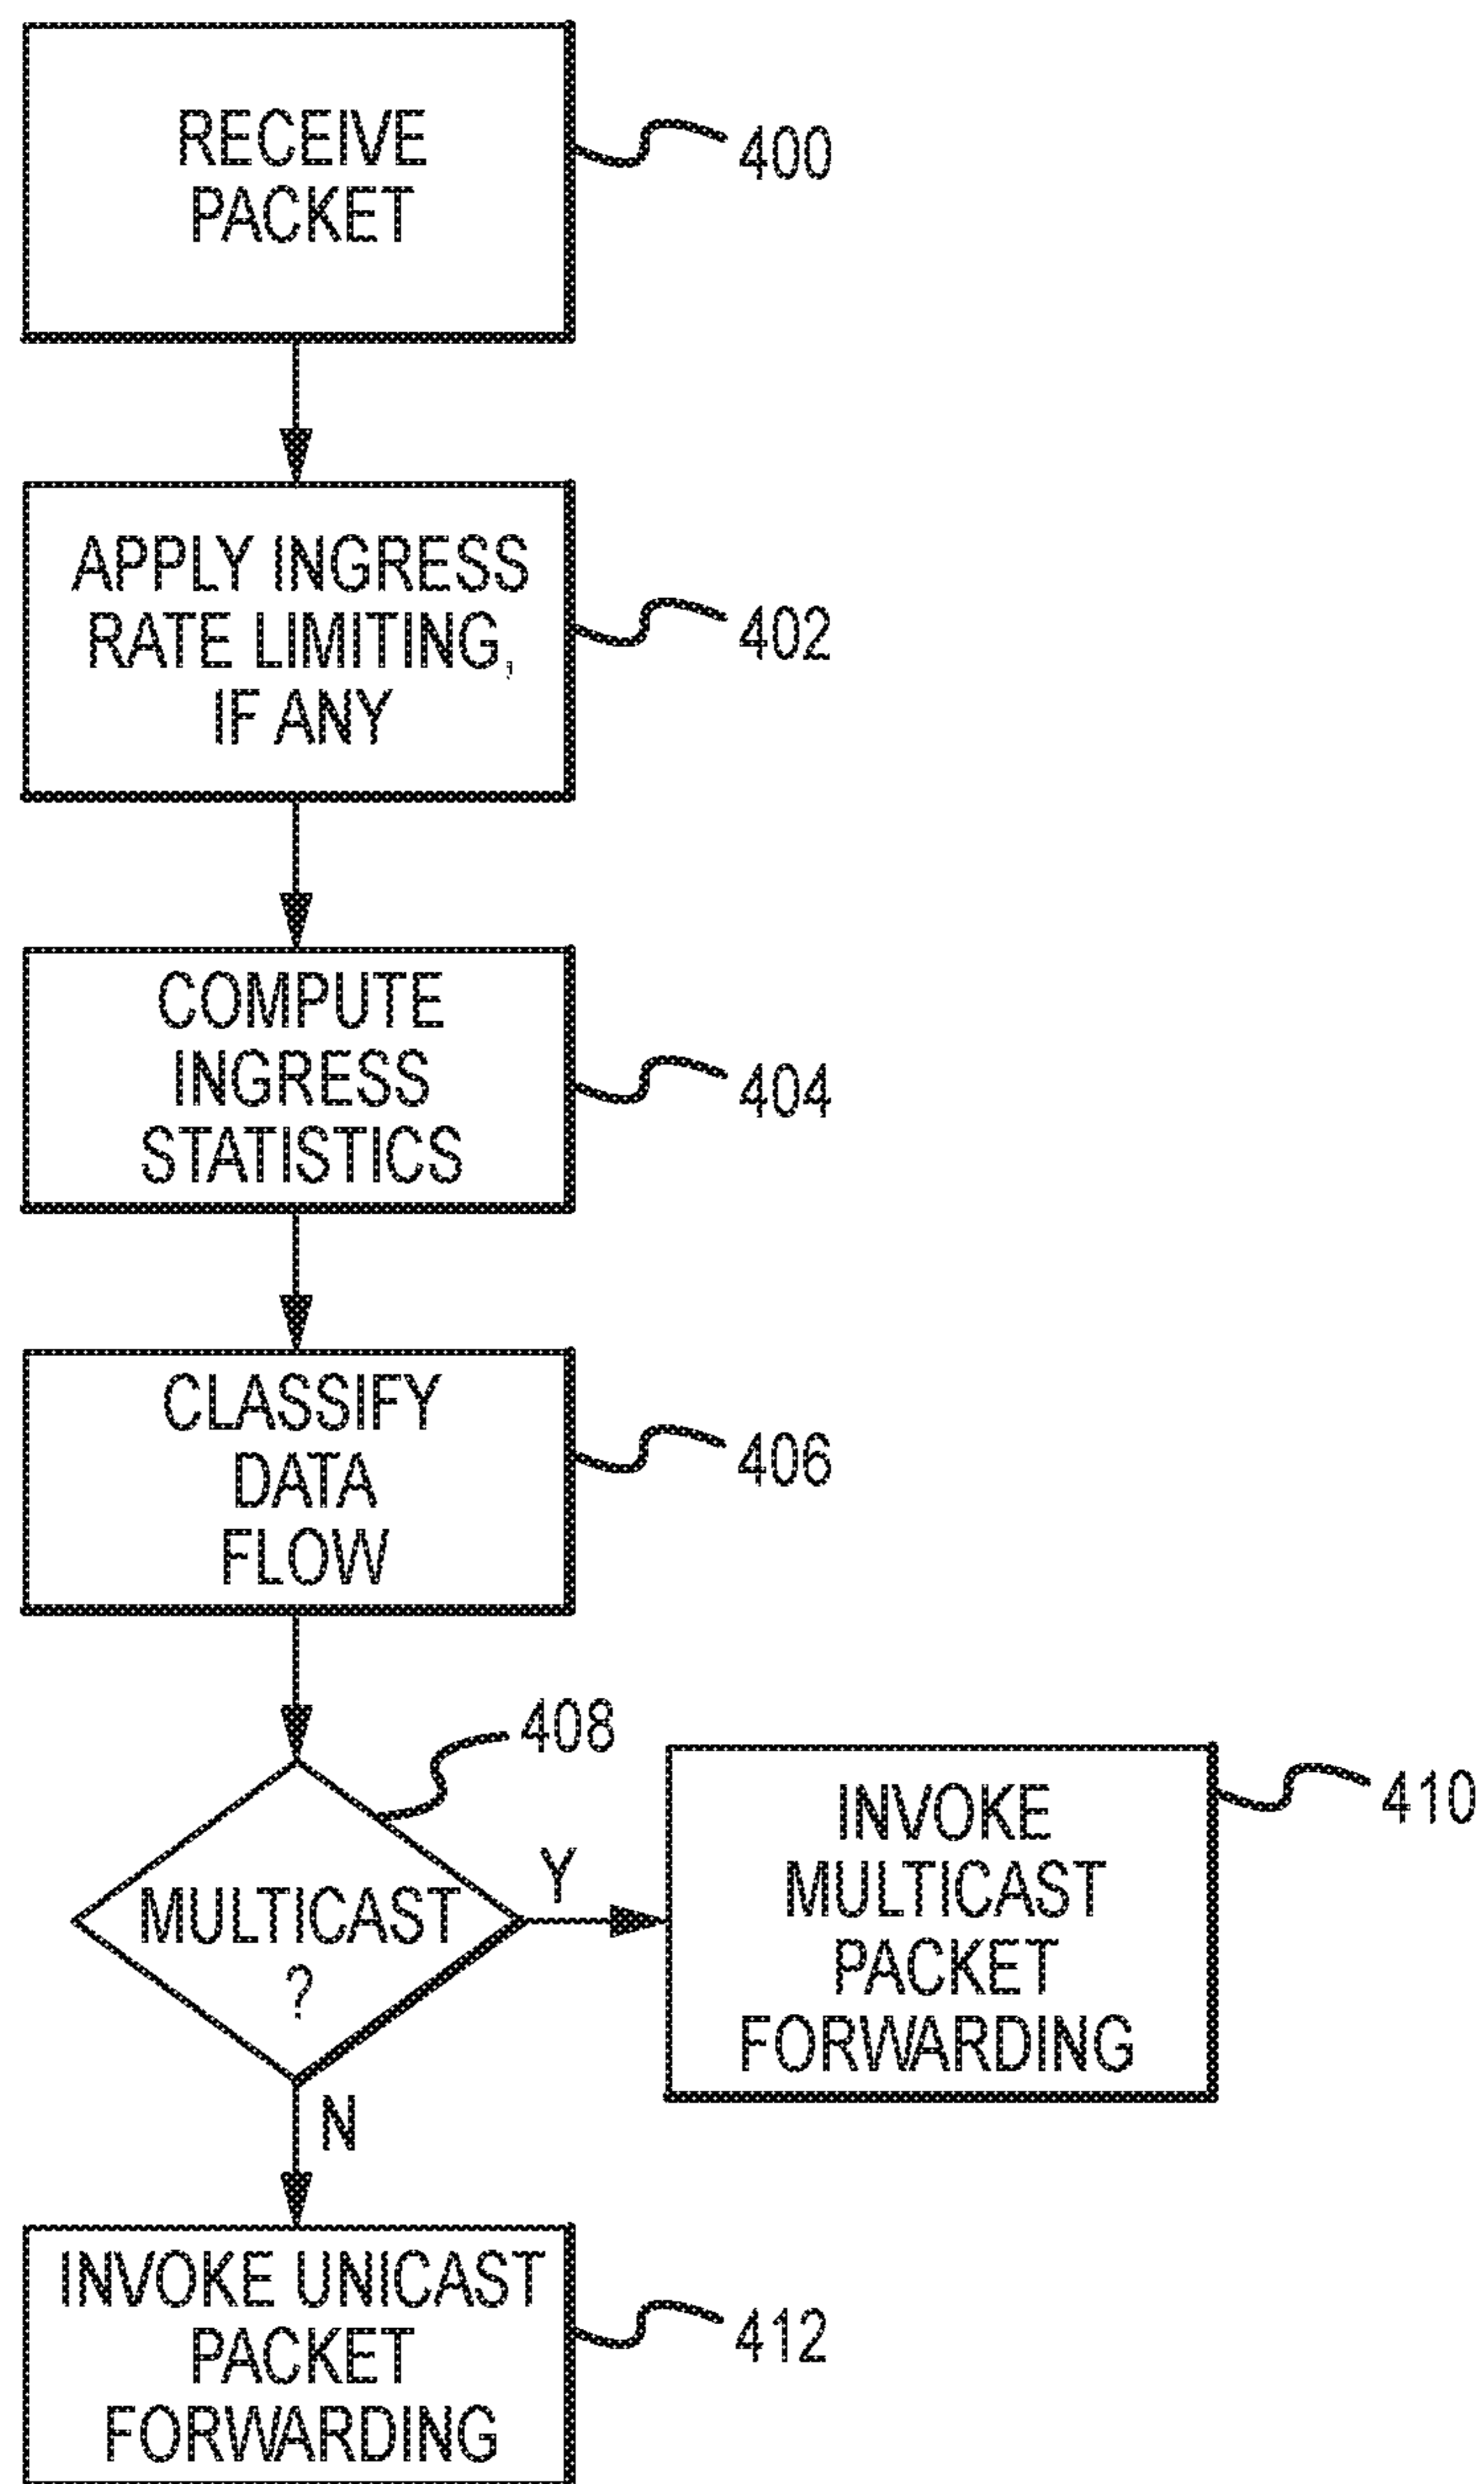 RECEIVE
PACKET
400
APPLY INGRESS
RATE LIMITING,
IF ANY
402
COMPUTE
INGRESS
STATISTICS
404
CLASSIFY
DATA
FLOW
406
408
MULTICAST
?
Y
N
INVOKE
MULTICAST
PACKET
FORWARDING
410
INVOKE UNICAST
PACKET
FORWARDING
412